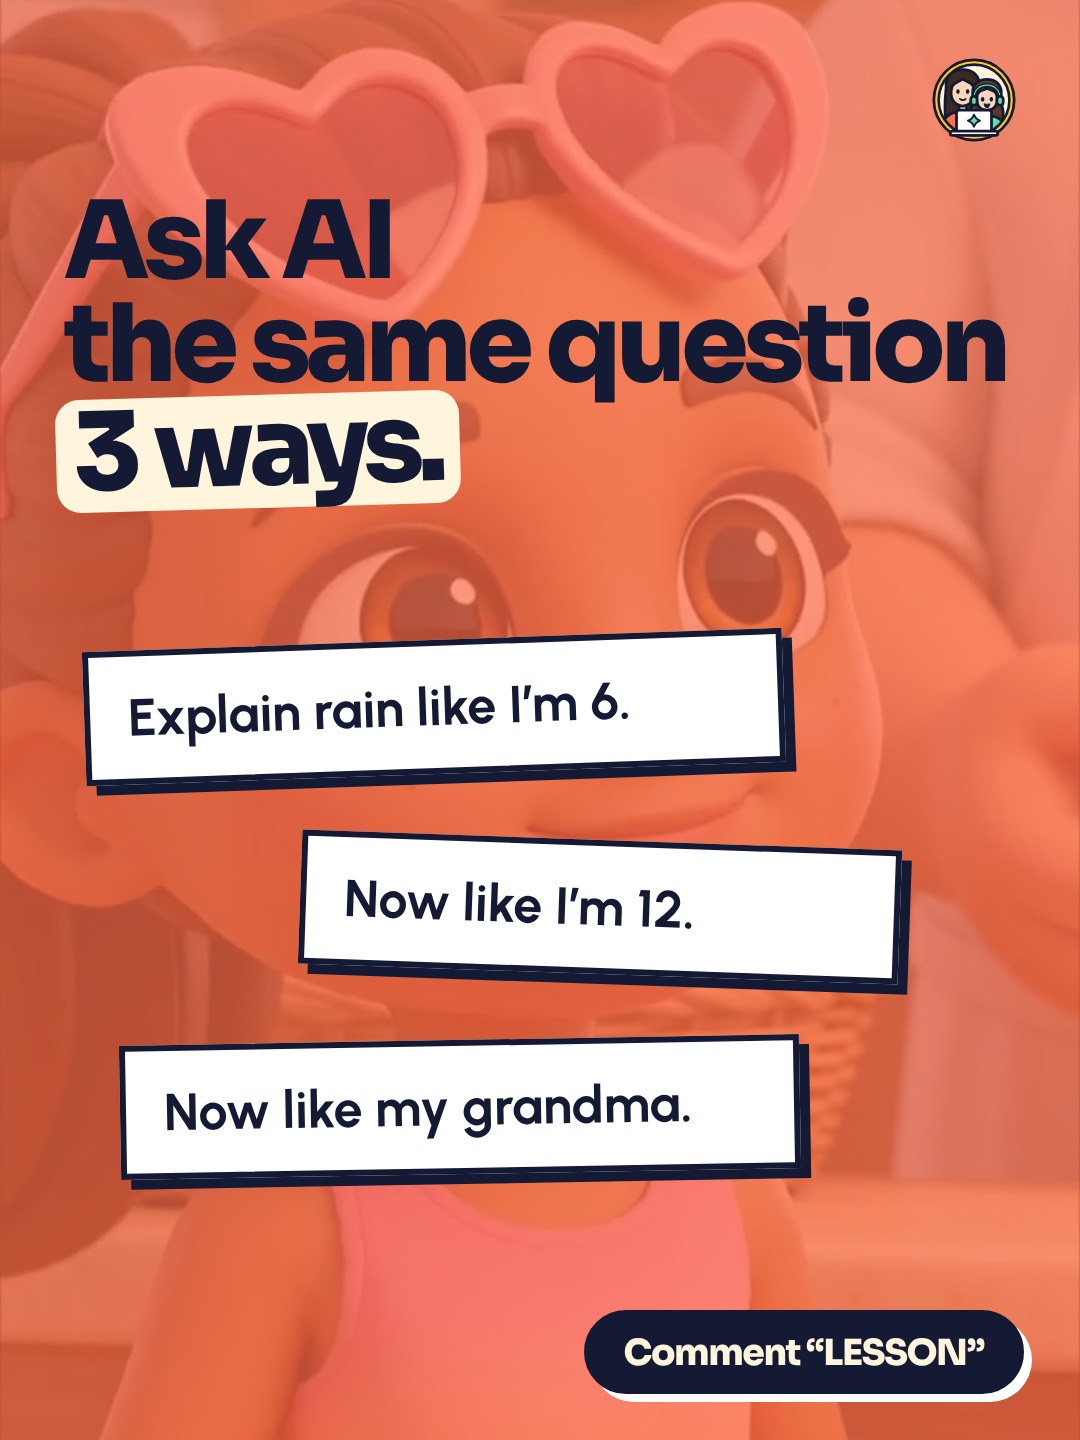 Ask AI
the same question
3 ways.
Explain rain like I’m 6.
Now like I’m 12.
Now like my grandma.
Comment “LESSON”